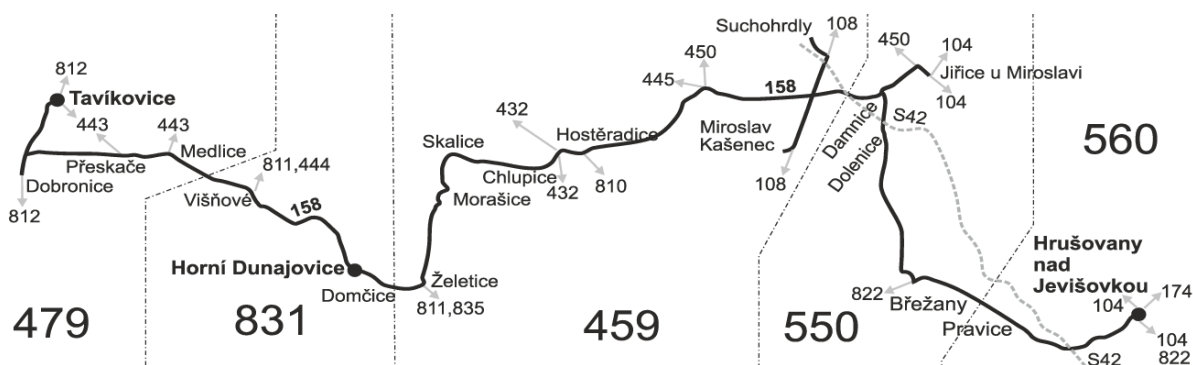 Suchohrdly
108
450
450
104
812
Tavíkovice
445
158
Jiřice u Miroslavi
104
443
443
432
Hostěradice
Miroslav
Kašenec
Damnice
Dolenice
S42
560
Přeskače
Medlice
Skalice
Chlupice
432
810
108
Dobronice
812
811,444
Višňové
158
Morašice
Horní Dunajovice
Domčice
Želetice
811,835
822
Břežany
Pravice
Hrušovany
nad
Jevišovkou
104
174
104
822
S42
479
831
459
550